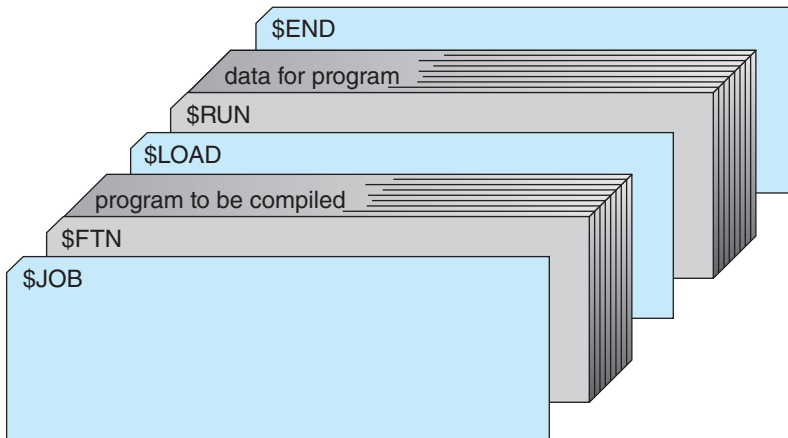 $END
data for program
$RUN
$LOAD
program to be compiled
$FTN
$JOB